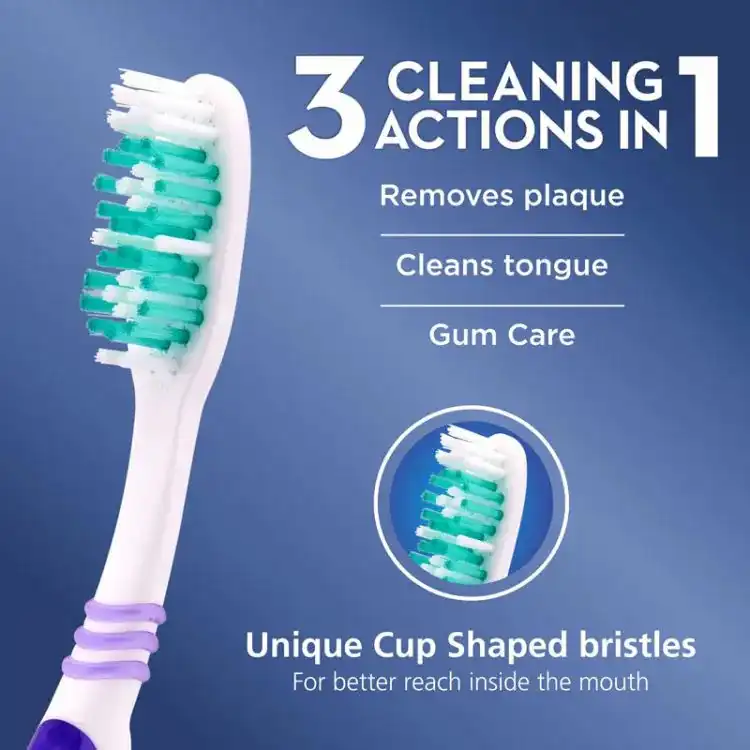 3 CLEANING ACTIONS IN 1
Removes plaque
Cleans tongue
Gum Care
Unique Cup Shaped bristles
For better reach inside the mouth